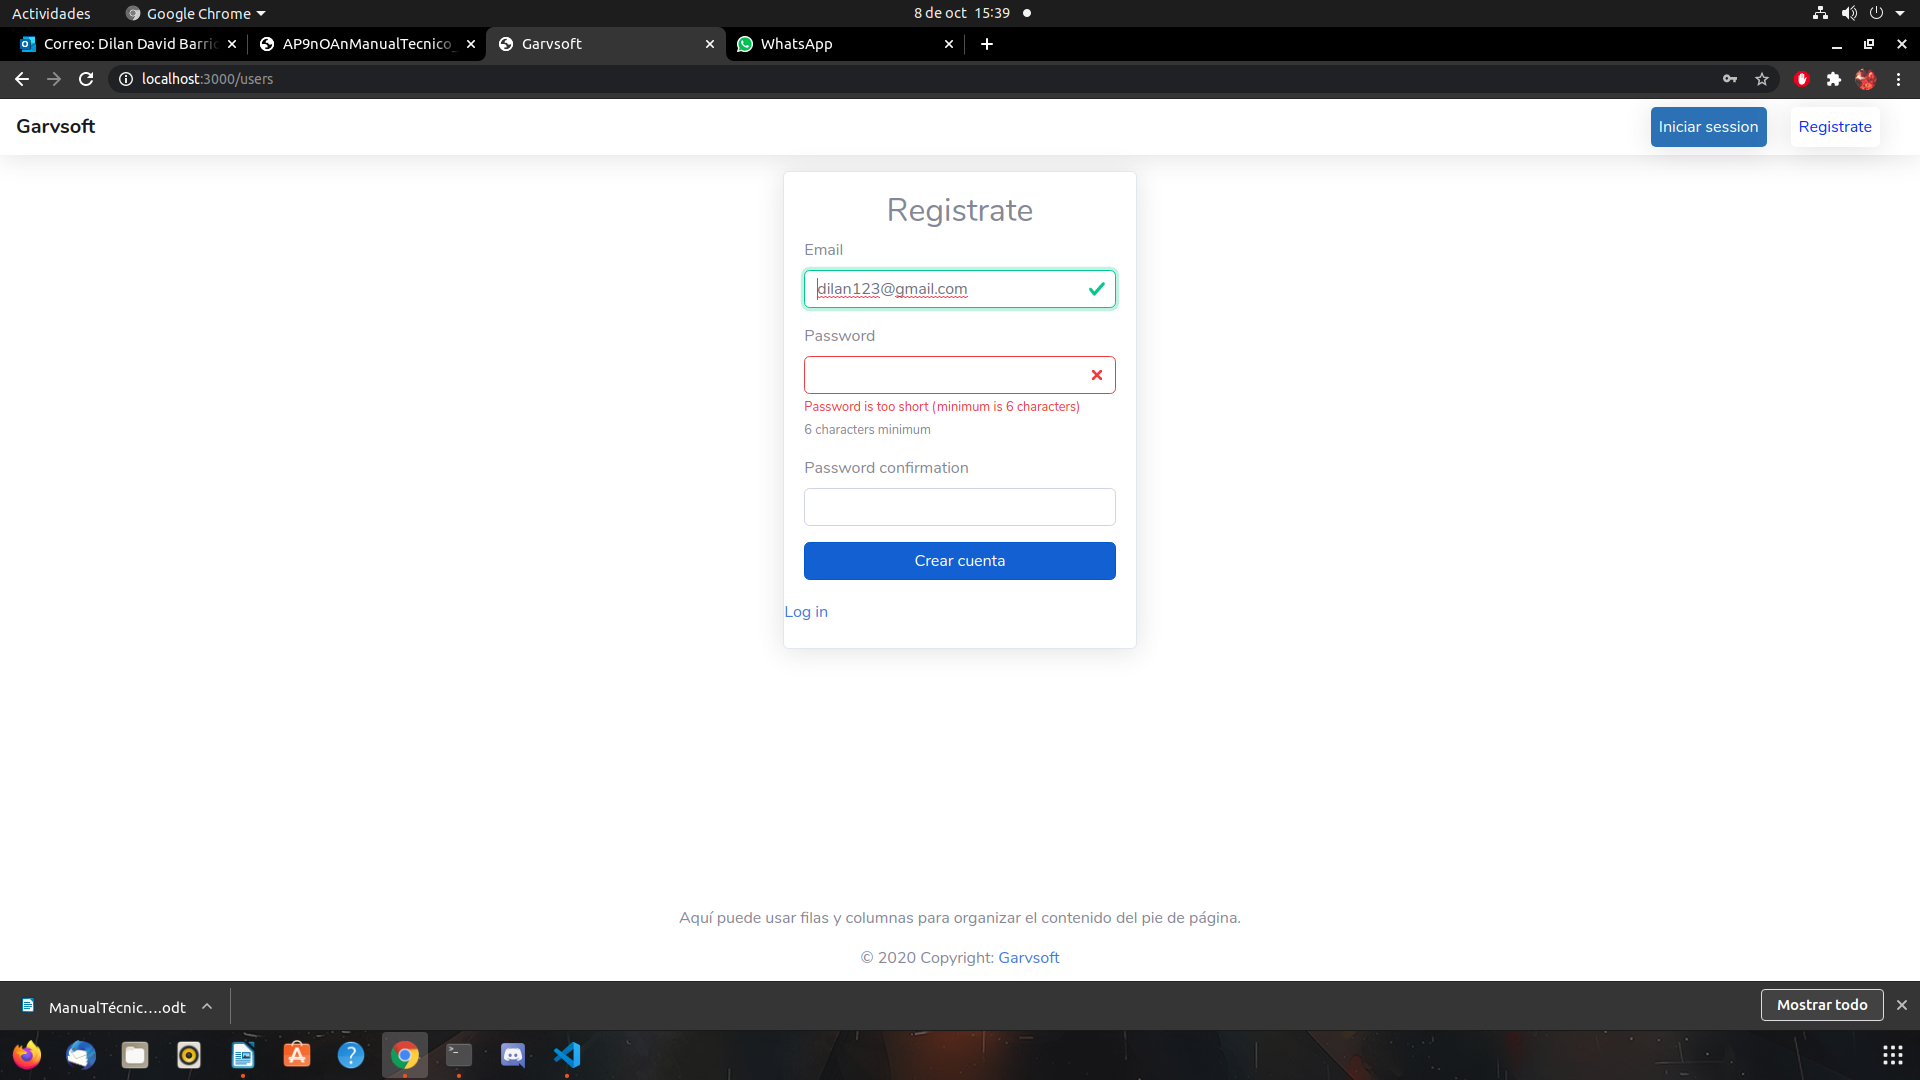 Actividades
Google Chrome
8 de oct 15:39
Correo: Dilan David Barri
AP9nOAnManualTecnico_
Garvsoft
WhatsApp
localhost:3000/users
Garvsoft
Iniciar session
Registrate
Registrate
Email
dilan123@gmail.com
Password
Password is too short (minimum is 6 characters)
6 characters minimum
Password confirmation
Crear cuenta
Log in
Aquí puede usar filas y columnas para organizar el contenido del pie de página.
© 2020 Copyright: Garvsoft
ManualTécnic....odt
Mostrar todo